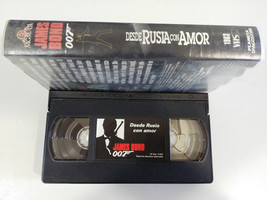 JAMES
BOND
007
DESDE RUSIA CON AMOR
VHS
Desde Rusia
con amor
JAMES BOND
007